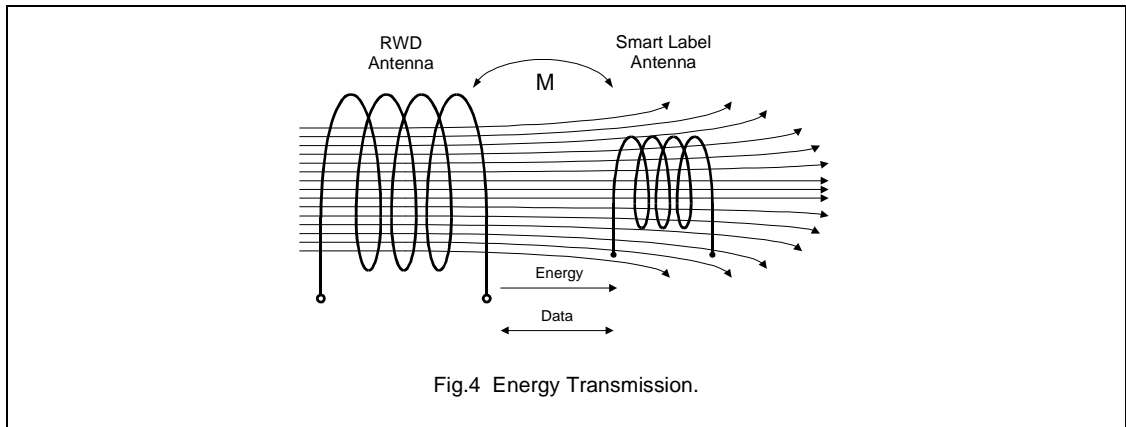 RWD
Antenna
Smart Label
Antenna
M
Energy
Data
Fig.4 Energy Transmission.